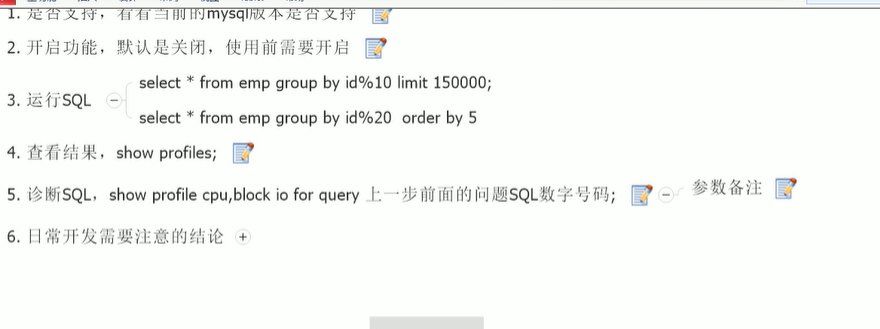 1. 是否支持，看看当前的mysql版本是否支持
2. 开启功能，默认是关闭，使用前需要开启
3. 运行SQL
select * from emp group by id%10 limit 150000;
select * from emp group by id%20 order by 5
4. 查看结果，show profiles;
5. 诊断SQL，show profile cpu,block io for query 上一步前面的问题SQL数字号码;
参数备注
6. 日常开发需要注意的结论